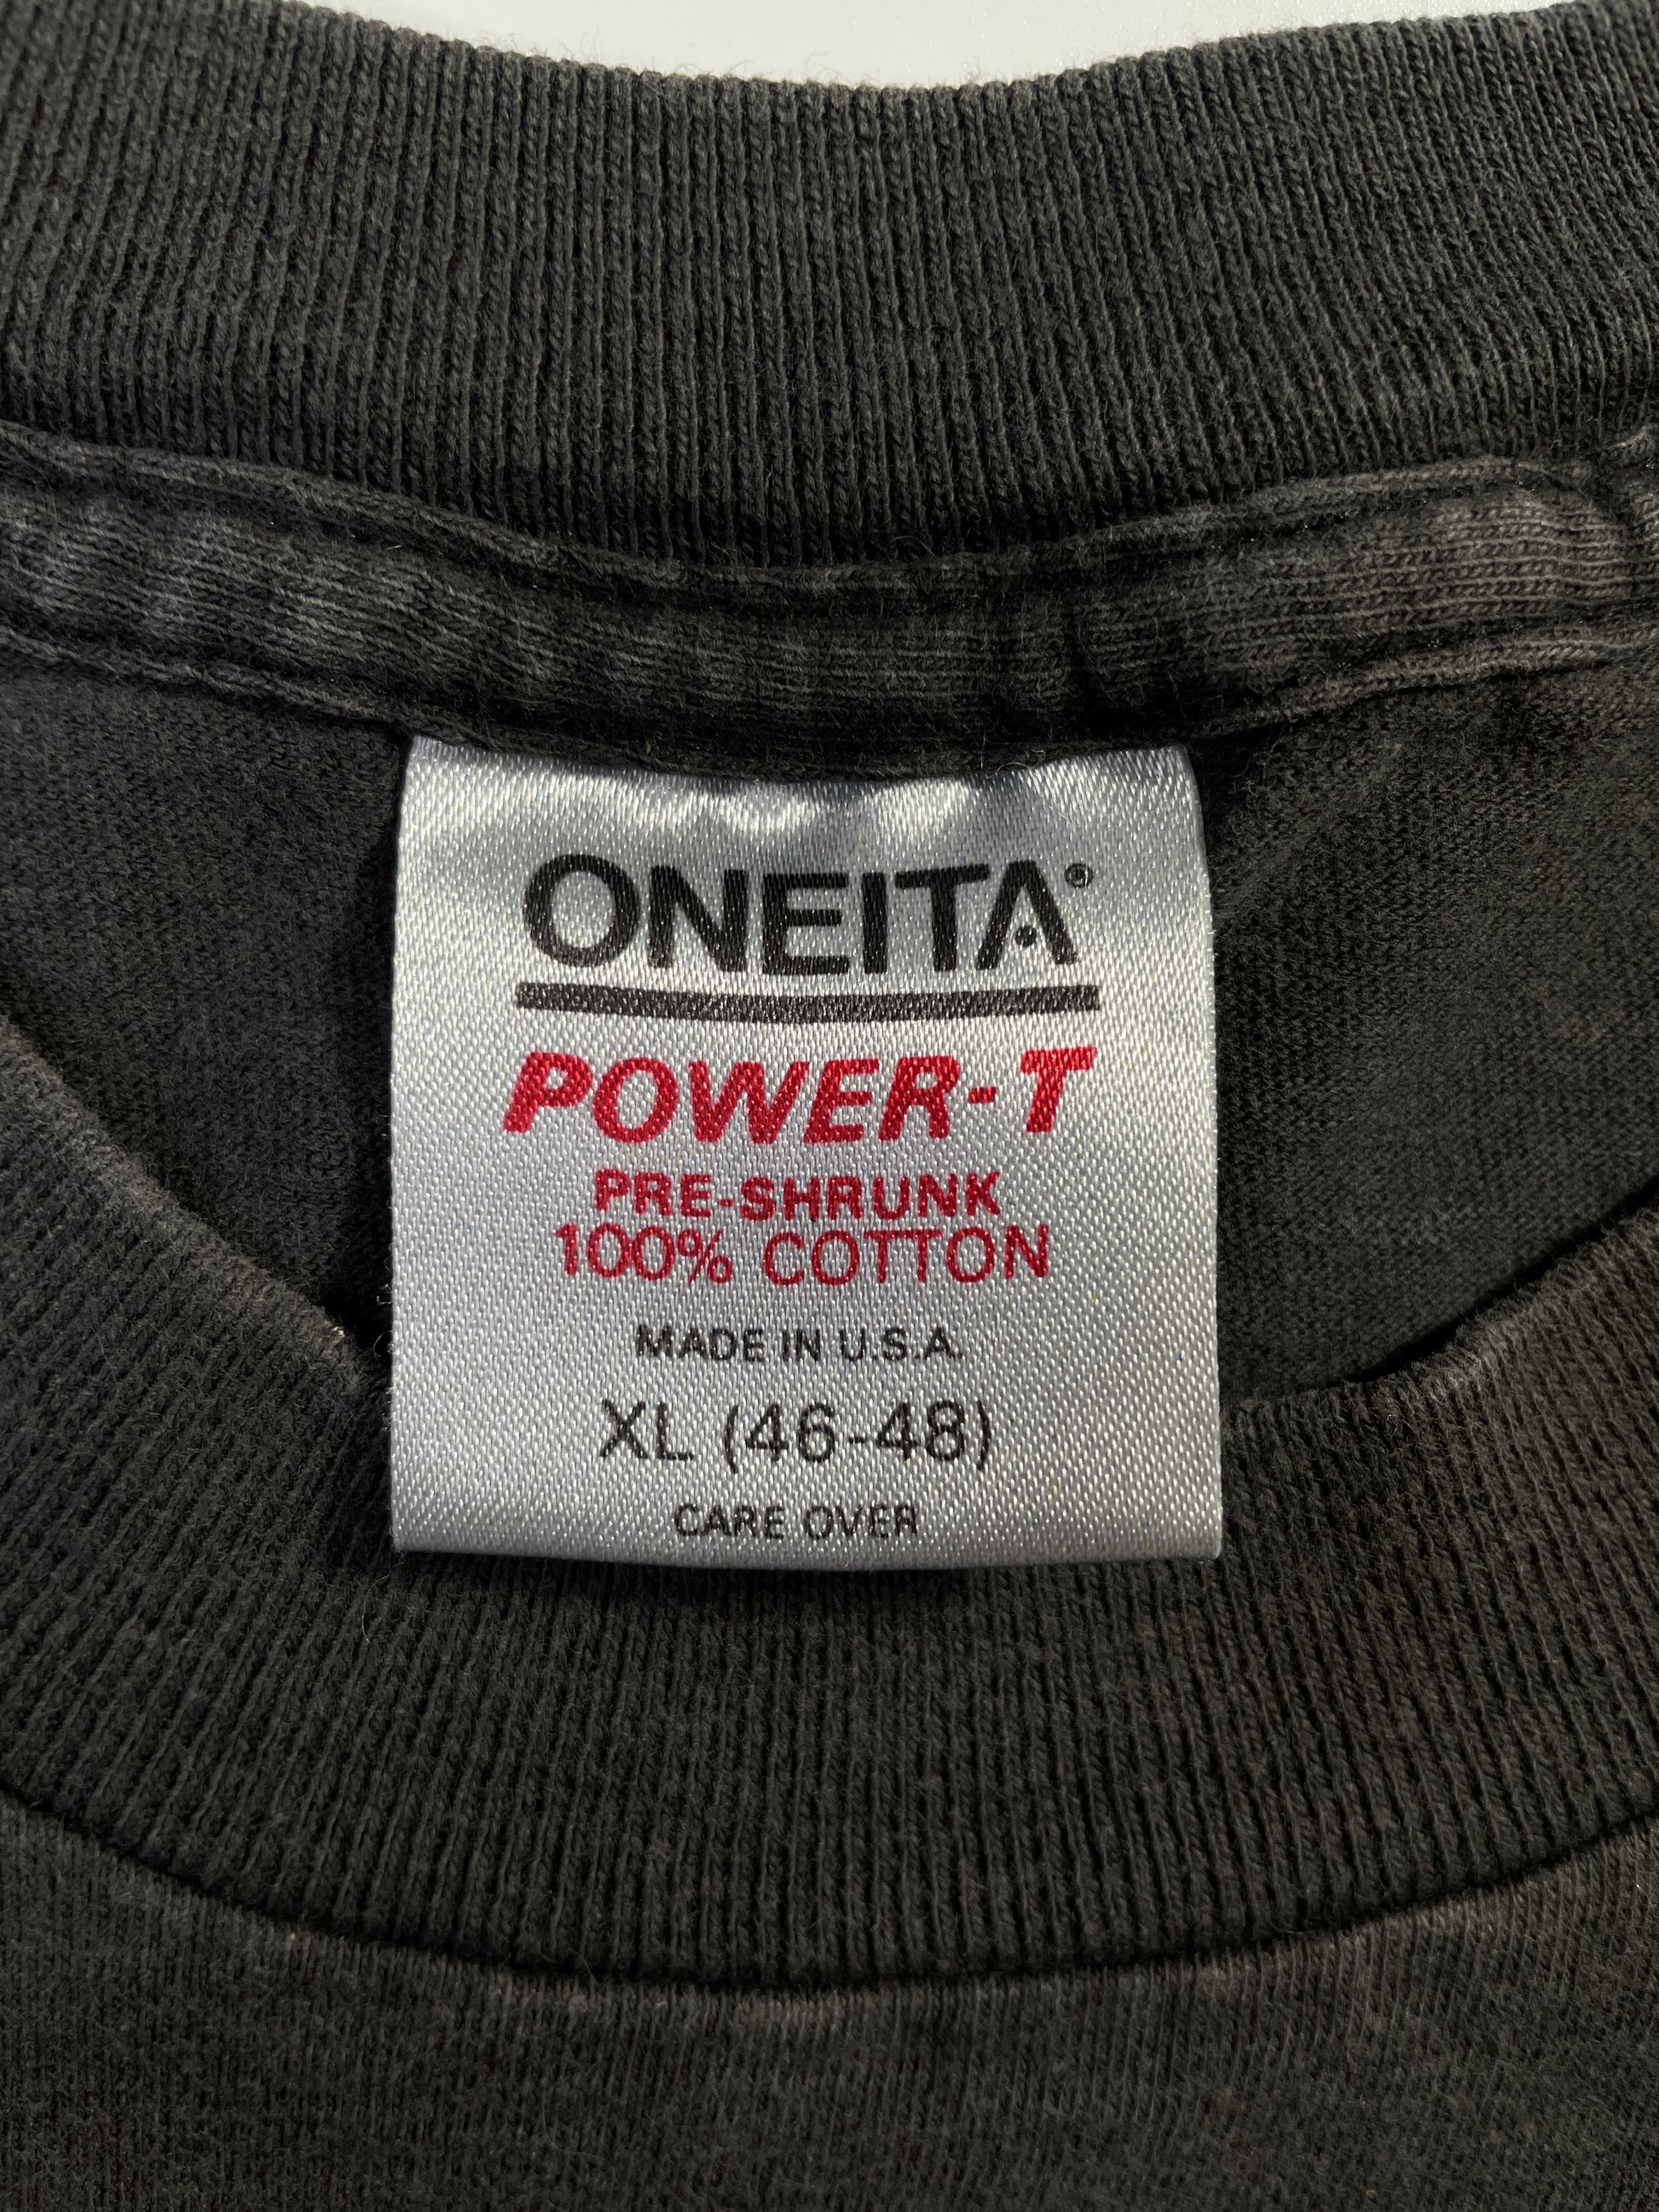 ONEITA®
POWER-T
PRE-SHRUNK
100% COTTON
MADE IN U.S.A.
XL (46-48)
CARE OVER